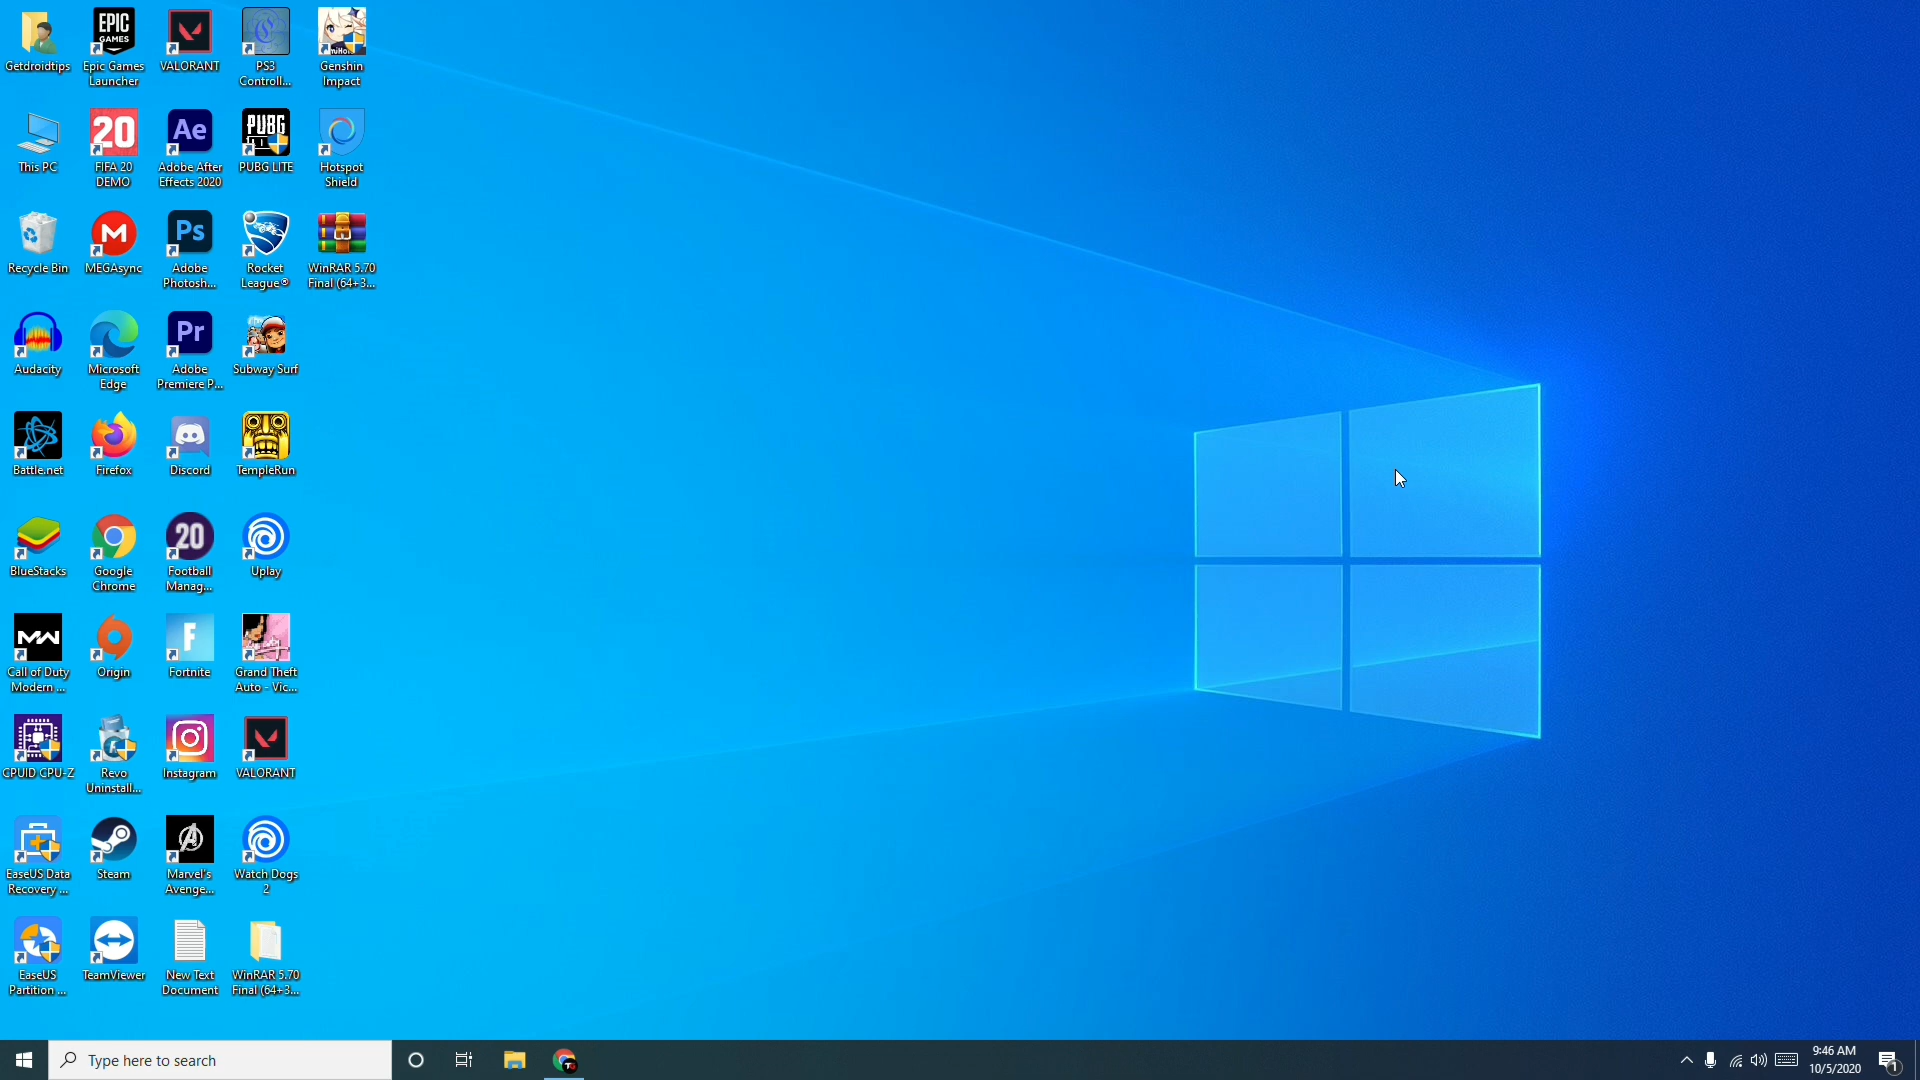 Getdroidtips
This PC
Recycle Bin
Audacity
Battle.net
BlueStacks
Call of Duty
Modern ...
CPUID CPU-Z
EaseUS Data
Recovery ...
EaseUS
Partition ...
EPIC
GAMES
Epic Games
Launcher
20
FIFA 20
DEMO
M
MEGAsync
Microsoft
Edge
Firefox
Google
Chrome
Origin
Revo
Uninstall...
Steam
TeamViewer
VALORANT
Ae
Adobe After
Effects 2020
Ps
Adobe
Photosh...
Pr
Adobe
Premiere P...
Discord
20
Football
Manag...
F
Fortnite
Instagram
A
Marvel's
Avenge...
New Text
Document
PS3
Controll...
PUBG
PUBG LITE
Rocket
League®
Subway Surf
TempleRun
Uplay
Grand Theft
Auto - Vic...
VALORANT
Watch Dogs
2
WinRAR 5.70
Final (64+3...
Genshin
Impact
Hotspot
Shield
WinRAR 5.70
Final (64+3...
MW
Type here to search
9:46 AM
10/5/2020
1